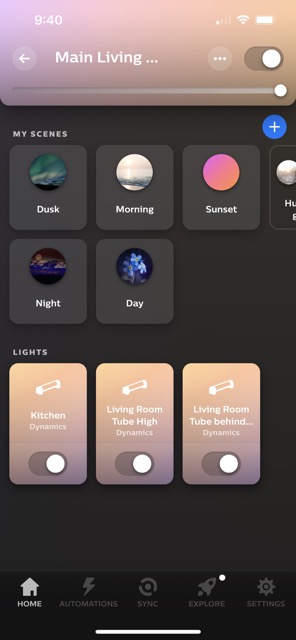 9:40
Main Living ...
MY SCENES
Dusk
Morning
Sunset
Hu
Night
Day
LIGHTS
Kitchen
Dynamics
Living Room
Tube High
Dynamics
Living Room
Tube behind...
Dynamics
HOME
AUTOMATIONS
SYNC
EXPLORE
SETTINGS